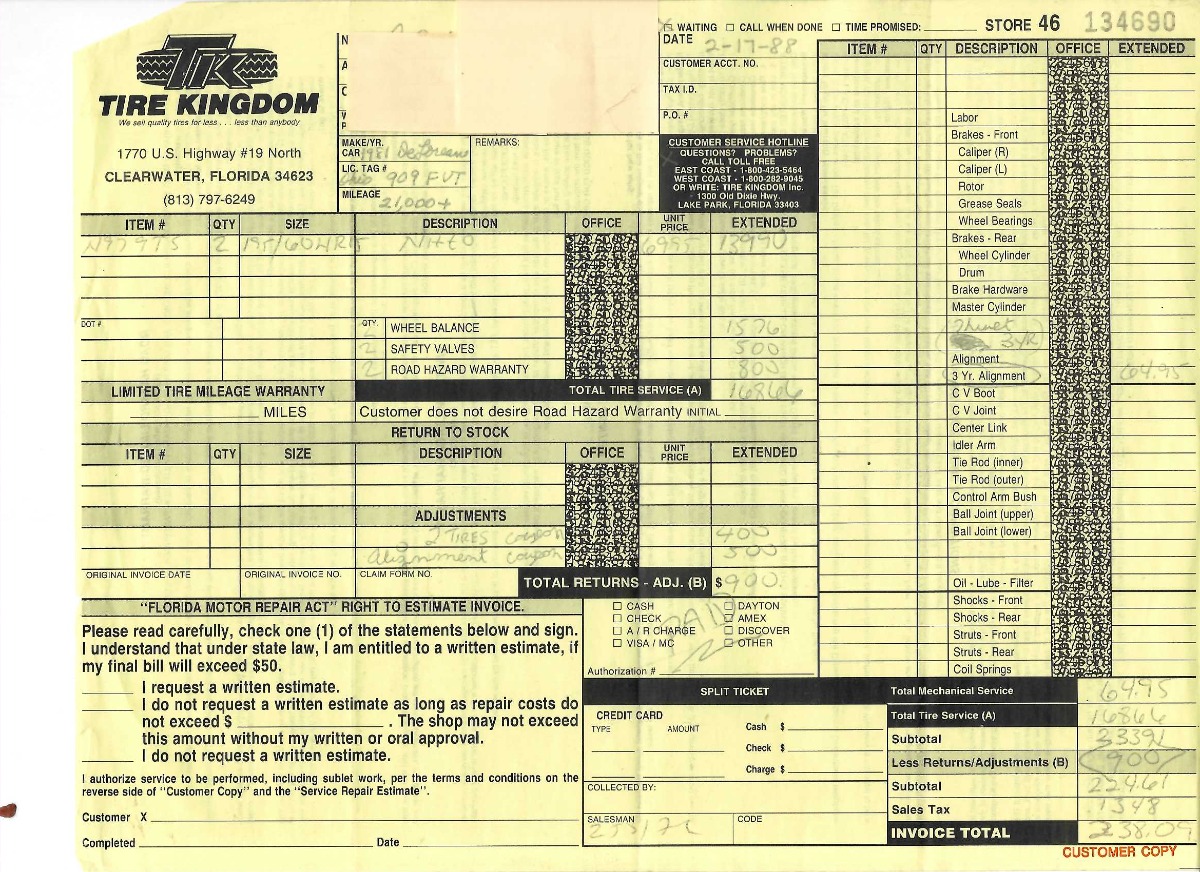 WAITING □ CALL WHEN DONE □ TIME PROMISED: STORE 46 134690
TIRE KINGDOM
We sell quality tires for less . . . less than anybody
1770 U.S. Highway #19 North
CLEARWATER, FLORIDA 34623
(813) 797-6249
DATE 2-17-88
CUSTOMER ACCT. NO.
TAX I.D.
P.O. #
MAKE/YR. CAR 1981 DeLorean
LIC. TAG # Ohio 909 FVT
MILEAGE 21,000+
REMARKS:
CUSTOMER SERVICE HOTLINE
QUESTIONS? PROBLEMS?
CALL TOLL FREE
EAST COAST - 1-800-423-5464
WEST COAST - 1-800-282-9045
OR WRITE: TIRE KINGDOM Inc.
1300 Old Dixie Hwy.
LAKE PARK, FLORIDA 33403
ITEM # QTY SIZE DESCRIPTION OFFICE UNIT PRICE EXTENDED
2 195/60HR15 Nitto 6995 13990
DOT #
QTY.
2 WHEEL BALANCE 1576
2 SAFETY VALVES 500
2 ROAD HAZARD WARRANTY 800
LIMITED TIRE MILEAGE WARRANTY TOTAL TIRE SERVICE (A) 16866
MILES Customer does not desire Road Hazard Warranty INITIAL
RETURN TO STOCK
ITEM # QTY SIZE DESCRIPTION OFFICE UNIT PRICE EXTENDED
ADJUSTMENTS
2 TIRES coupon 400
alignment coupon 500
ORIGINAL INVOICE DATE ORIGINAL INVOICE NO. CLAIM FORM NO. TOTAL RETURNS - ADJ. (B) $ 900
"FLORIDA MOTOR REPAIR ACT" RIGHT TO ESTIMATE INVOICE.
Please read carefully, check one (1) of the statements below and sign.
I understand that under state law, I am entitled to a written estimate, if
my final bill will exceed $50.
I request a written estimate.
I do not request a written estimate as long as repair costs do
not exceed $ . The shop may not exceed
this amount without my written or oral approval.
I do not request a written estimate.
I authorize service to be performed, including sublet work, per the terms and conditions on the
reverse side of "Customer Copy" and the "Service Repair Estimate".
Customer X
Completed Date
□ CASH □ DAYTON
□ CHECK □ AMEX
□ A / R CHARGE □ DISCOVER
□ VISA / MC □ OTHER
PAID
Authorization #
SPLIT TICKET
CREDIT CARD
TYPE AMOUNT
Cash $
Check $
Charge $
COLLECTED BY:
SALESMAN CODE
ITEM # QTY DESCRIPTION OFFICE EXTENDED
Labor
Brakes - Front
Caliper (R)
Caliper (L)
Rotor
Grease Seals
Wheel Bearings
Brakes - Rear
Wheel Cylinder
Drum
Brake Hardware
Master Cylinder
3YR
Alignment
3 Yr. Alignment 64.95
C V Boot
C V Joint
Center Link
Idler Arm
Tie Rod (inner)
Tie Rod (outer)
Control Arm Bush
Ball Joint (upper)
Ball Joint (lower)
Oil - Lube - Filter
Shocks - Front
Shocks - Rear
Struts - Front
Struts - Rear
Coil Springs
Total Mechanical Service 64.95
Total Tire Service (A) 16866
Subtotal 23391
Less Returns/Adjustments (B) 900
Subtotal 224.61
Sales Tax 1348
INVOICE TOTAL 238.09
CUSTOMER COPY